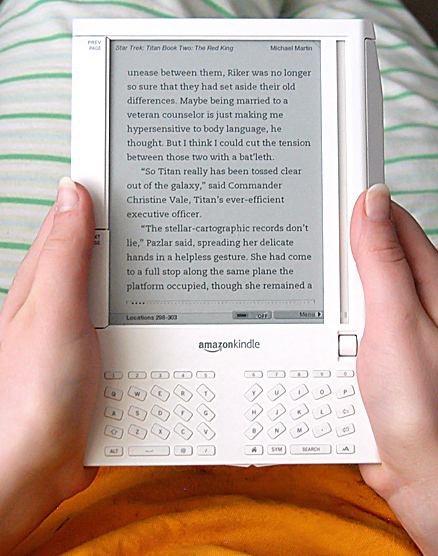 PREV
PAGE
Star Trek: Titan Book Two: The Red King Michael Martin
unease between them, Riker was no longer
so sure that they had set aside their old
differences. Maybe being married to a
veteran counselor is just making me
hypersensitive to body language, he
thought. But I think I could cut the tension
between those two with a bat'leth.
"So Titan really has been tossed clear
out of the galaxy," said Commander
Christine Vale, Titan's ever-efficient
executive officer.
"The stellar-cartographic records don't
lie," Pazlar said, spreading her delicate
hands in a helpless gesture. She had come
to a full stop along the same plane the
platform occupied, though she remained a
Locations 298-303 OFF Menu
amazonkindle
1 2 3 4 5 6 7 8 9 0
Q W E R T Y U I O P
A S D F G H J K L
Z X C V B N M .
ALT / SYM SEARCH AA